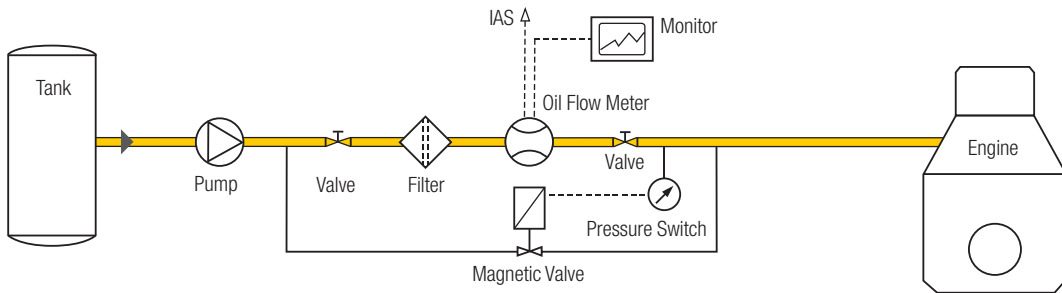 IAS
Monitor
Tank
Oil Flow Meter
Engine
Valve
Pump
Valve
Filter
Pressure Switch
Magnetic Valve